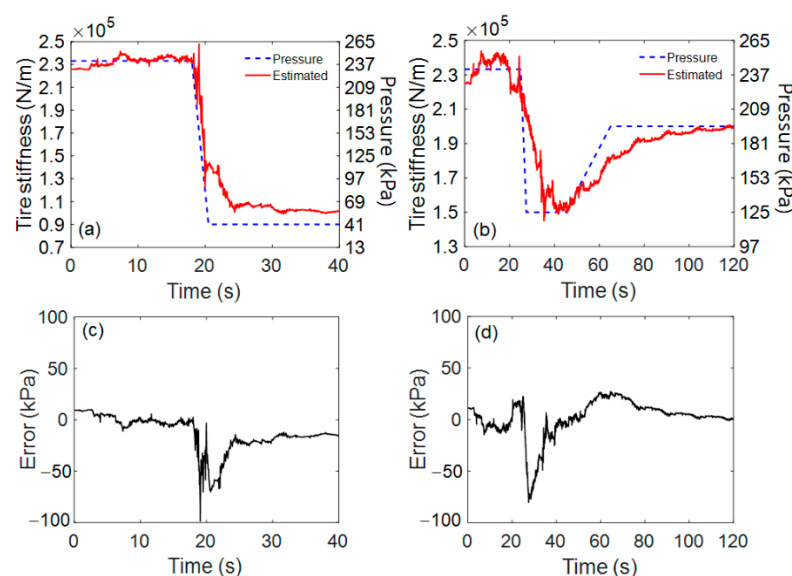 × 10⁵
2.5
2.3
2.1
1.9
1.7
1.5
1.3
1.1
0.9
0.7
Tire stiffness (N/m)
265
237
209
181
153
125
97
69
41
13
Pressure (kPa)
Pressure
Estimated
(a)
0 10 20 30 40
Time (s)
× 10⁵
2.5
2.3
2.1
1.9
1.7
1.5
1.3
Tire stiffness (N/m)
265
237
209
181
153
125
97
Pressure (kPa)
Pressure
Estimated
(b)
0 20 40 60 80 100 120
Time (s)
100
50
0
−50
−100
Error (kPa)
(c)
0 10 20 30 40
Time (s)
100
50
0
−50
−100
Error (kPa)
(d)
0 20 40 60 80 100 120
Time (s)